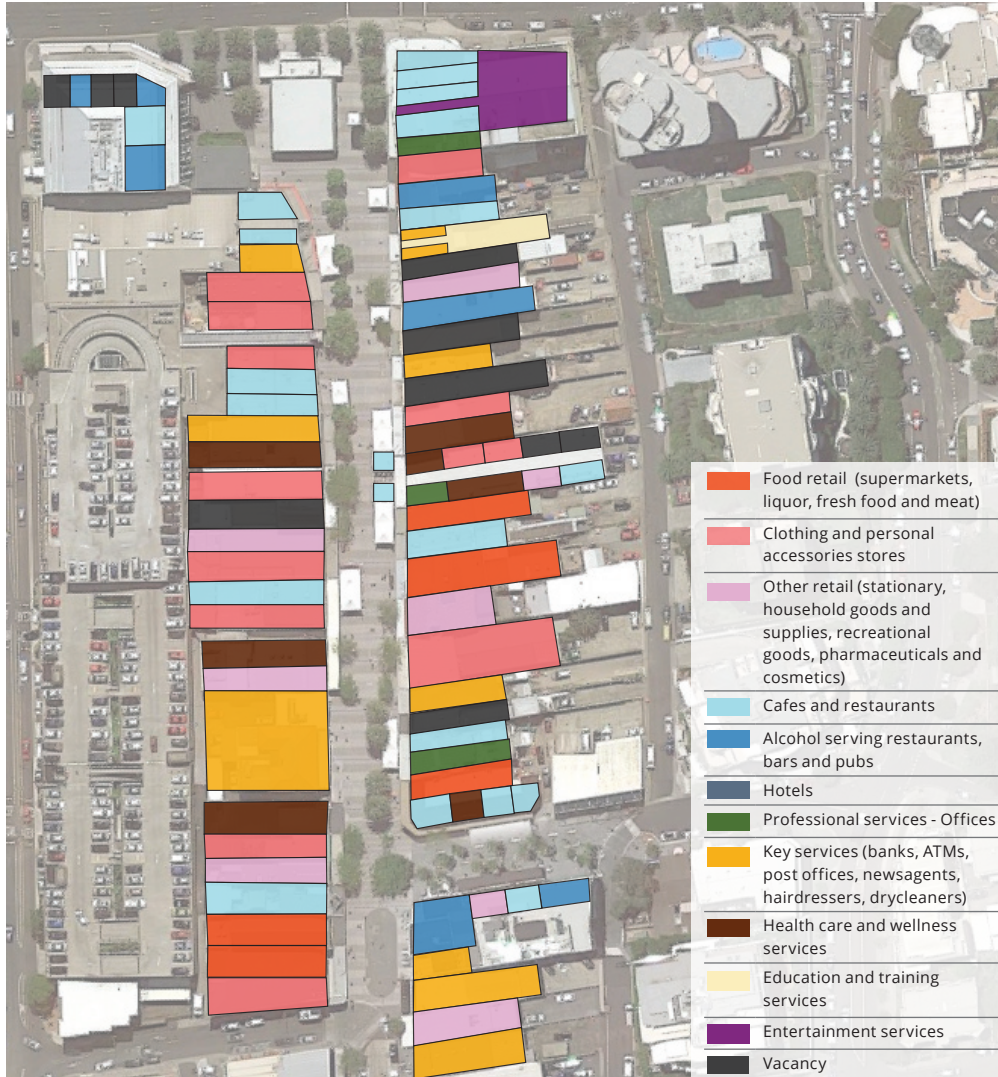 Food retail (supermarkets,
liquor, fresh food and meat)
Clothing and personal
accessories stores
Other retail (stationary,
household goods and
supplies, recreational
goods, pharmaceuticals and
cosmetics)
Cafes and restaurants
Alcohol serving restaurants,
bars and pubs
Hotels
Professional services - Offices
Key services (banks, ATMs,
post offices, newsagents,
hairdressers, drycleaners)
Health care and wellness
services
Education and training
services
Entertainment services
Vacancy